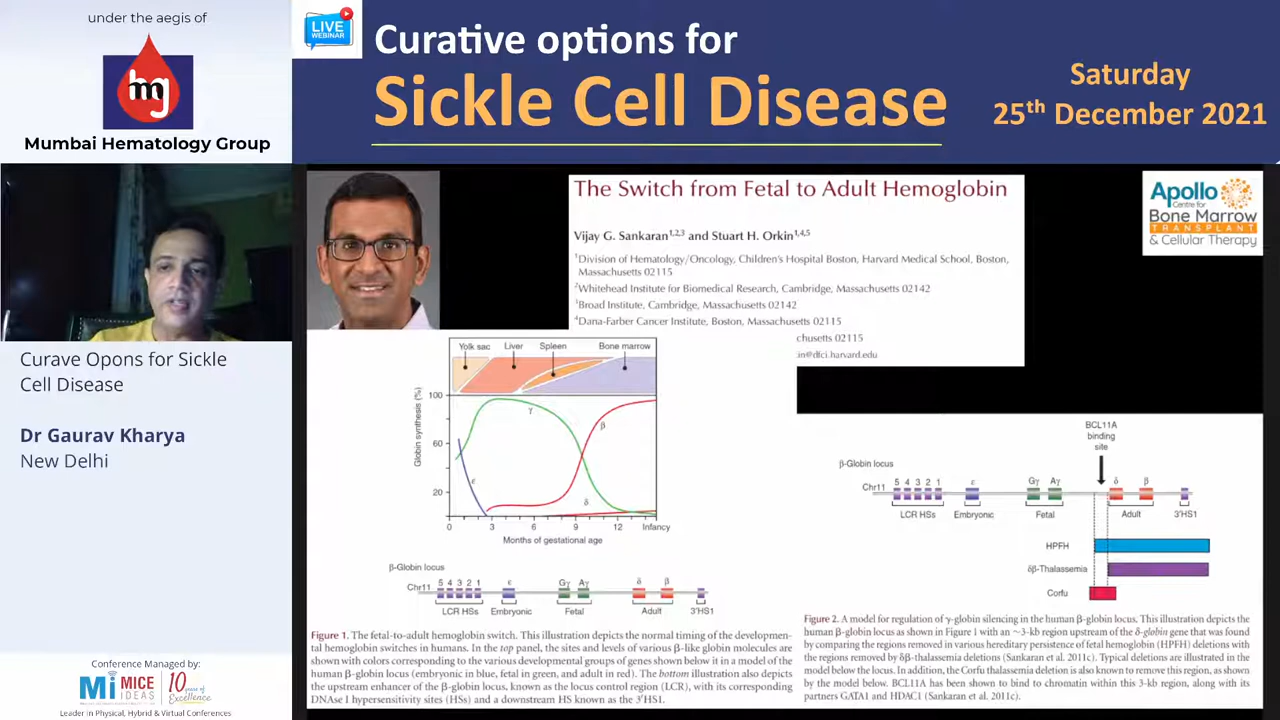 under the aegis of
mg
Mumbai Hematology Group
LIVE
WEBINAR
Curative options for
Sickle Cell Disease
Saturday
25th December 2021
Curave Opons for Sickle
Cell Disease
Dr Gaurav Kharya
New Delhi
Conference Managed by:
Mi MICE IDEAS
10 years of Excellence
Leader in Physical, Hybrid & Virtual Conferences
The Switch from Fetal to Adult Hemoglobin
Vijay G. Sankaran1,2,3 and Stuart H. Orkin1,4,5
1Division of Hematology/Oncology, Children's Hospital Boston, Harvard Medical School, Boston,
Massachusetts 02115
2Whitehead Institute for Biomedical Research, Cambridge, Massachusetts 02142
3Broad Institute, Cambridge, Massachusetts 02142
4Dana-Farber Cancer Institute, Boston, Massachusetts 02115
chusetts 02115
in@dfci.harvard.edu
Apollo
Centre for
Bone Marrow
TRANSPLANT
& Cellular Therapy
Yolk sac Liver Spleen Bone marrow
Globin synthesis (%)
100
60
20
γ
β
ε
δ
0 3 6 9 12 Infancy
Months of gestational age
β-Globin locus
Chr11 5 4 3 2 1 ε Gγ Aγ δ β
LCR HSs Embryonic Fetal Adult 3'HS1
Figure 1. The fetal-to-adult hemoglobin switch. This illustration depicts the normal timing of the developmen-
tal hemoglobin switches in humans. In the top panel, the sites and levels of various β-like globin molecules are
shown with colors corresponding to the various developmental groups of genes shown below it in a model of the
human β-globin locus (embryonic in blue, fetal in green, and adult in red). The bottom illustration also depicts
the upstream enhancer of the β-globin locus, known as the locus control region (LCR), with its corresponding
DNAse I hypersensitivity sites (HSs) and a downstream HS known as the 3'HS1.
BCL11A
binding
site
β-Globin locus
Chr11 5 4 3 2 1 ε Gγ Aγ δ β
LCR HSs Embryonic Fetal Adult 3'HS1
HPFH
δβ-Thalassemia
Corfu
Figure 2. A model for regulation of γ-globin silencing in the human β-globin locus. This illustration depicts the
human β-globin locus as shown in Figure 1 with an ~3-kb region upstream of the δ-globin gene that was found
by comparing the regions removed in various hereditary persistence of fetal hemoglobin (HPFH) deletions with
the regions removed by δβ-thalassemia deletions (Sankaran et al. 2011c). Typical deletions are illustrated in the
model below the locus. In addition, the Corfu thalassemia deletion is also known to remove this region, as shown
by the model below. BCL11A has been shown to bind to chromatin within this 3-kb region, along with its
partners GATA1 and HDAC1 (Sankaran et al. 2011c).